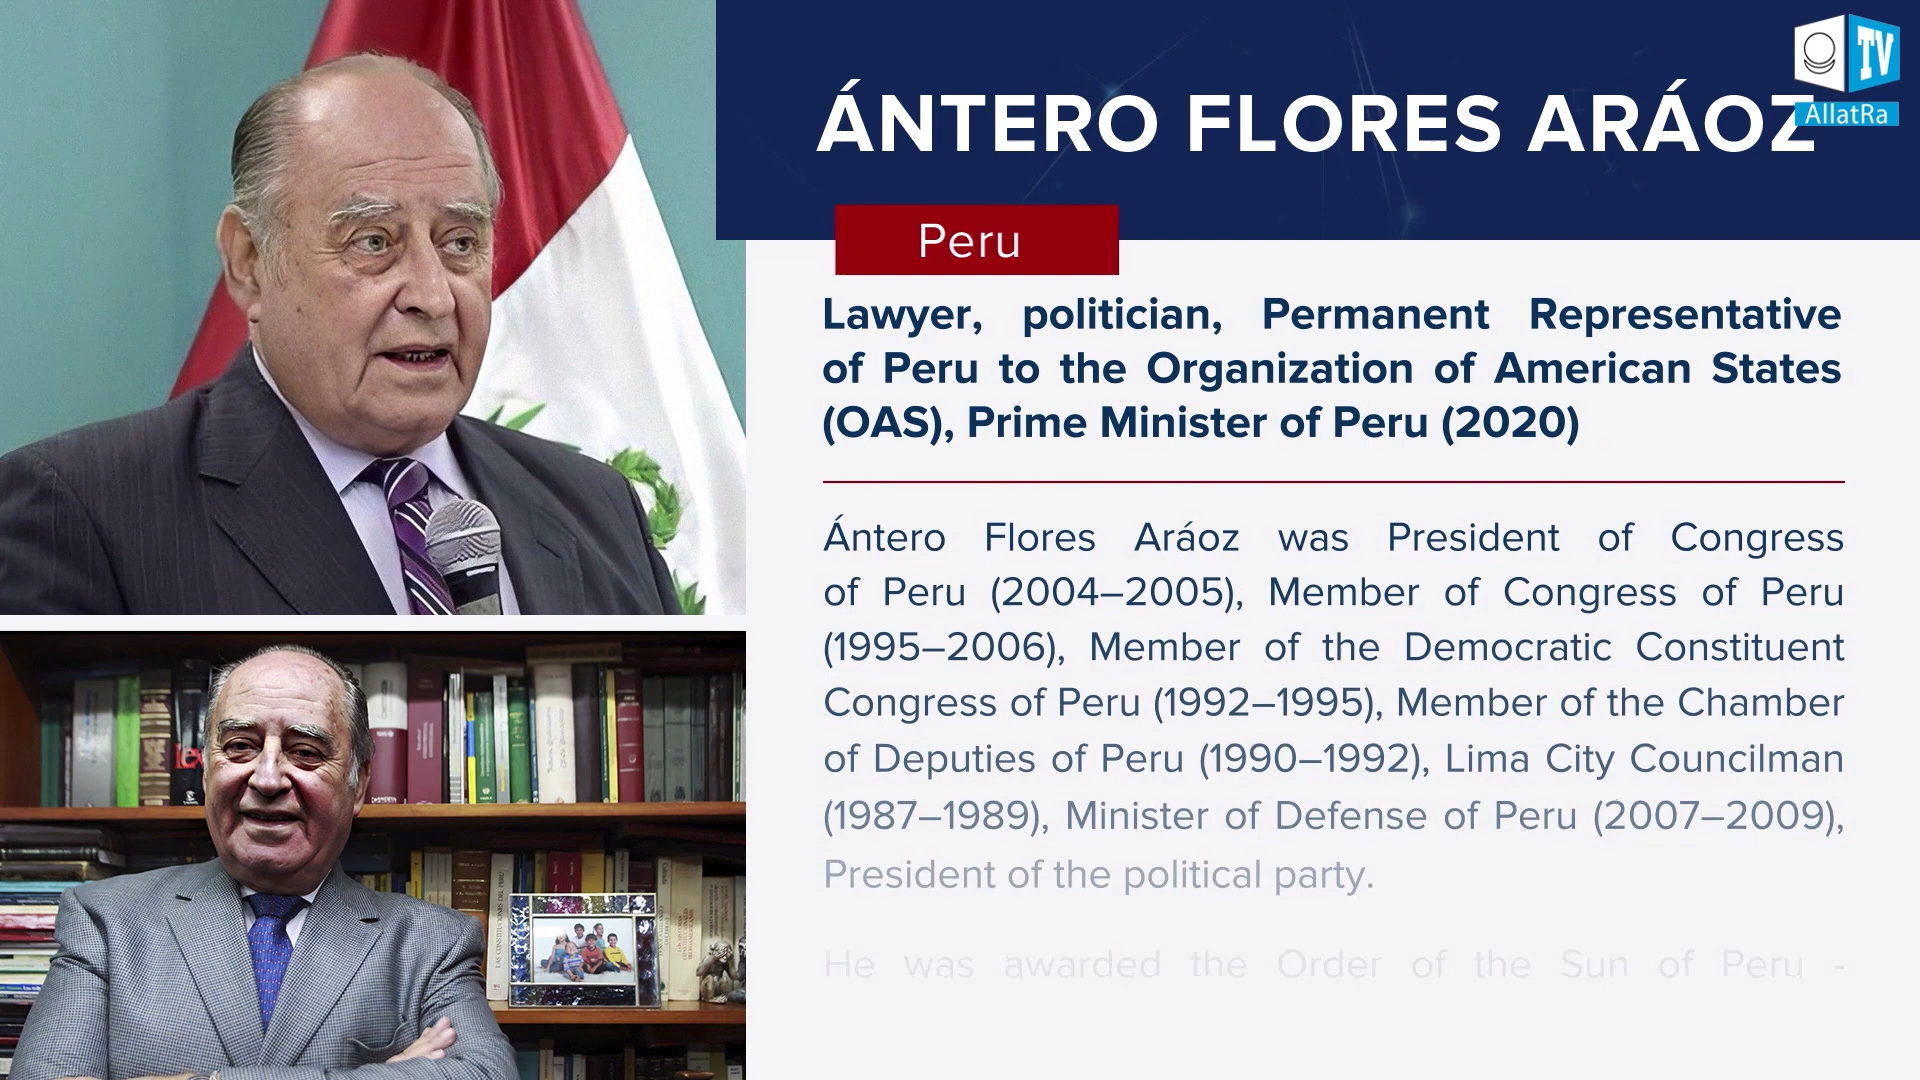 TV
AllatRa
ÁNTERO FLORES ARÁOZ
Peru
Lawyer, politician, Permanent Representative
of Peru to the Organization of American States
(OAS), Prime Minister of Peru (2020)
Ántero Flores Aráoz was President of Congress
of Peru (2004–2005), Member of Congress of Peru
(1995–2006), Member of the Democratic Constituent
Congress of Peru (1992–1995), Member of the Chamber
of Deputies of Peru (1990–1992), Lima City Councilman
(1987–1989), Minister of Defense of Peru (2007–2009),
President of the political party.
He was awarded the Order of the Sun of Peru -